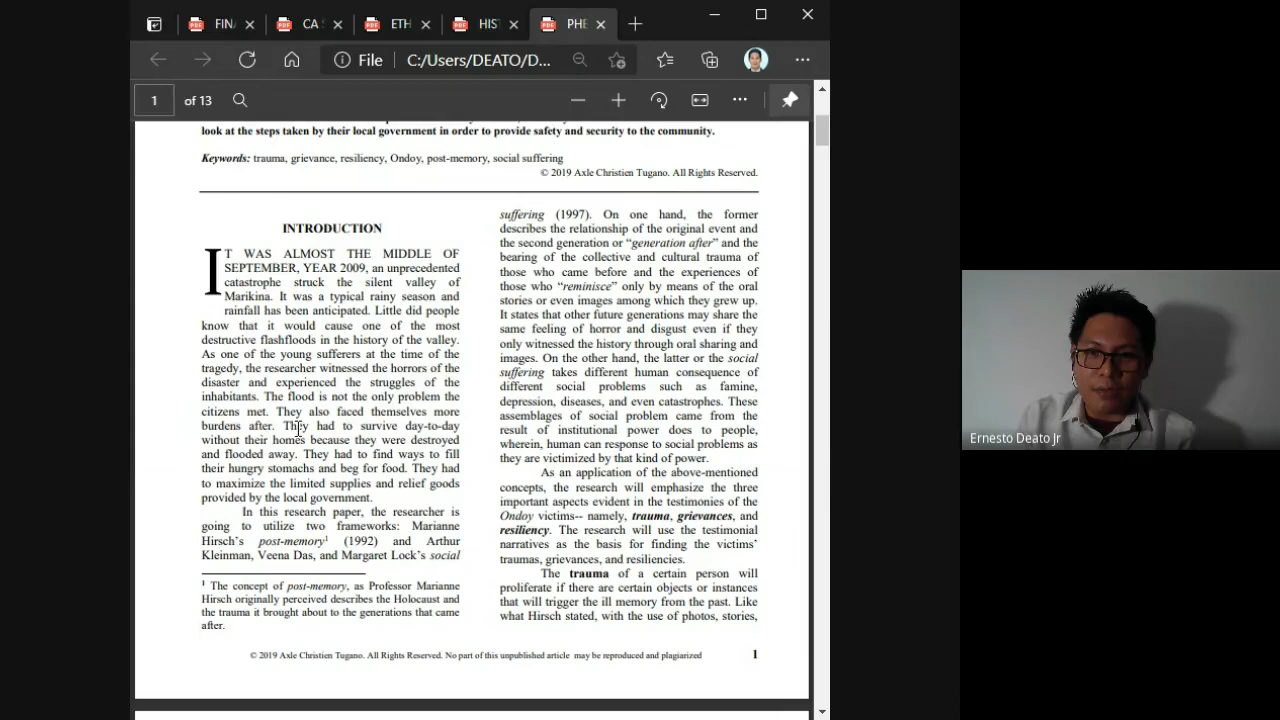 FIN
CA
ETH
HIS
PHE
File
C:/Users/DEATO/D...
1
of 13
look at the steps taken by their local government in order to provide safety and security to the community.
Keywords: trauma, grievance, resiliency, Ondoy, post-memory, social suffering
© 2019 Axle Christien Tugano. All Rights Reserved.
INTRODUCTION
IT WAS ALMOST THE MIDDLE OF
SEPTEMBER, YEAR 2009, an unprecedented
catastrophe struck the silent valley of
Marikina. It was a typical rainy season and
rainfall has been anticipated. Little did people
know that it would cause one of the most
destructive flashfloods in the history of the valley.
As one of the young sufferers at the time of the
tragedy, the researcher witnessed the horrors of the
disaster and experienced the struggles of the
inhabitants. The flood is not the only problem the
citizens met. They also faced themselves more
burdens after. They had to survive day-to-day
without their homes because they were destroyed
and flooded away. They had to find ways to fill
their hungry stomachs and beg for food. They had
to maximize the limited supplies and relief goods
provided by the local government.
In this research paper, the researcher is
going to utilize two frameworks: Marianne
Hirsch's post-memory¹ (1992) and Arthur
Kleinman, Veena Das, and Margaret Lock's social
¹ The concept of post-memory, as Professor Marianne
Hirsch originally perceived describes the Holocaust and
the trauma it brought about to the generations that came
after.
suffering (1997). On one hand, the former
describes the relationship of the original event and
the second generation or "generation after" and the
bearing of the collective and cultural trauma of
those who came before and the experiences of
those who "reminisce" only by means of the oral
stories or even images among which they grew up.
It states that other future generations may share the
same feeling of horror and disgust even if they
only witnessed the history through oral sharing and
images. On the other hand, the latter or the social
suffering takes different human consequence of
different social problems such as famine,
depression, diseases, and even catastrophes. These
assemblages of social problem came from the
result of institutional power does to people,
wherein, human can response to social problems as
they are victimized by that kind of power.
As an application of the above-mentioned
concepts, the research will emphasize the three
important aspects evident in the testimonies of the
Ondoy victims-- namely, trauma, grievances, and
resiliency. The research will use the testimonial
narratives as the basis for finding the victims'
traumas, grievances, and resiliencies.
The trauma of a certain person will
proliferate if there are certain objects or instances
that will trigger the ill memory from the past. Like
what Hirsch stated, with the use of photos, stories,
© 2019 Axle Christien Tugano. All Rights Reserved. No part of this unpublished article may be reproduced and plagiarized
1
Ernesto Deato Jr